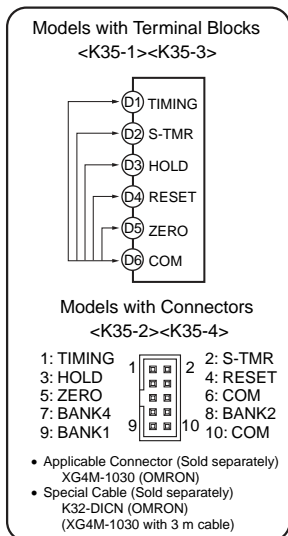 Models with Terminal Blocks
<K35-1><K35-3>
D1 TIMING
D2 S-TMR
D3 HOLD
D4 RESET
D5 ZERO
D6 COM
Models with Connectors
<K35-2><K35-4>
1: TIMING 1 2 2: S-TMR
3: HOLD 4: RESET
5: ZERO 6: COM
7: BANK4 8: BANK2
9: BANK1 9 10 10: COM
• Applicable Connector (Sold separately)
XG4M-1030 (OMRON)
• Special Cable (Sold separately)
K32-DICN (OMRON)
(XG4M-1030 with 3 m cable)